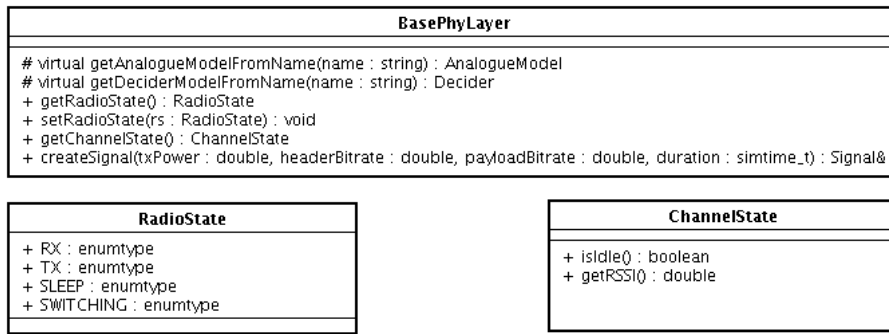 BasePhyLayer
# virtual getAnalogueModelFromName(name : string) : AnalogueModel
# virtual getDeciderModelFromName(name : string) : Decider
+ getRadioState() : RadioState
+ setRadioState(rs : RadioState) : void
+ getChannelState() : ChannelState
+ createSignal(txPower : double, headerBitrate : double, payloadBitrate : double, duration : simtime_t) : Signal&
RadioState
+ RX : enumtype
+ TX : enumtype
+ SLEEP : enumtype
+ SWITCHING : enumtype
ChannelState
+ isIdle() : boolean
+ getRSSI() : double